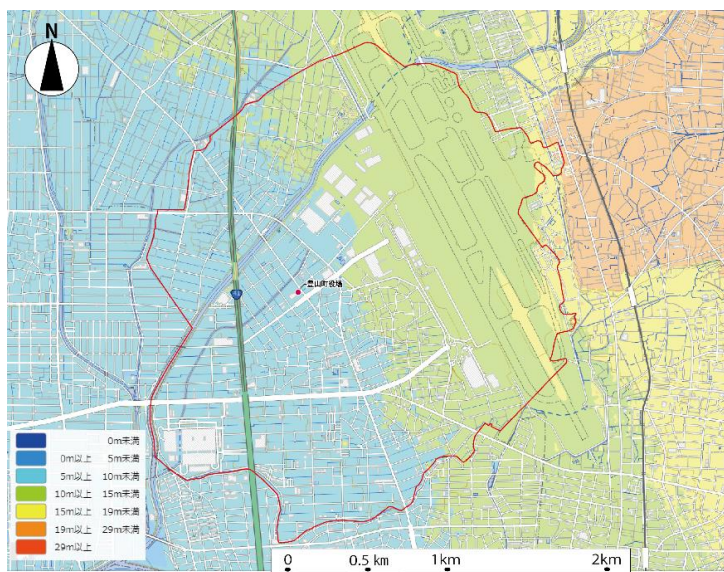 N
豊山町役場
0m未満
0m以上 5m未満
5m以上 10m未満
10m以上 15m未満
15m以上 19m未満
19m以上 29m未満
29m以上
0 0.5 km 1km 2km